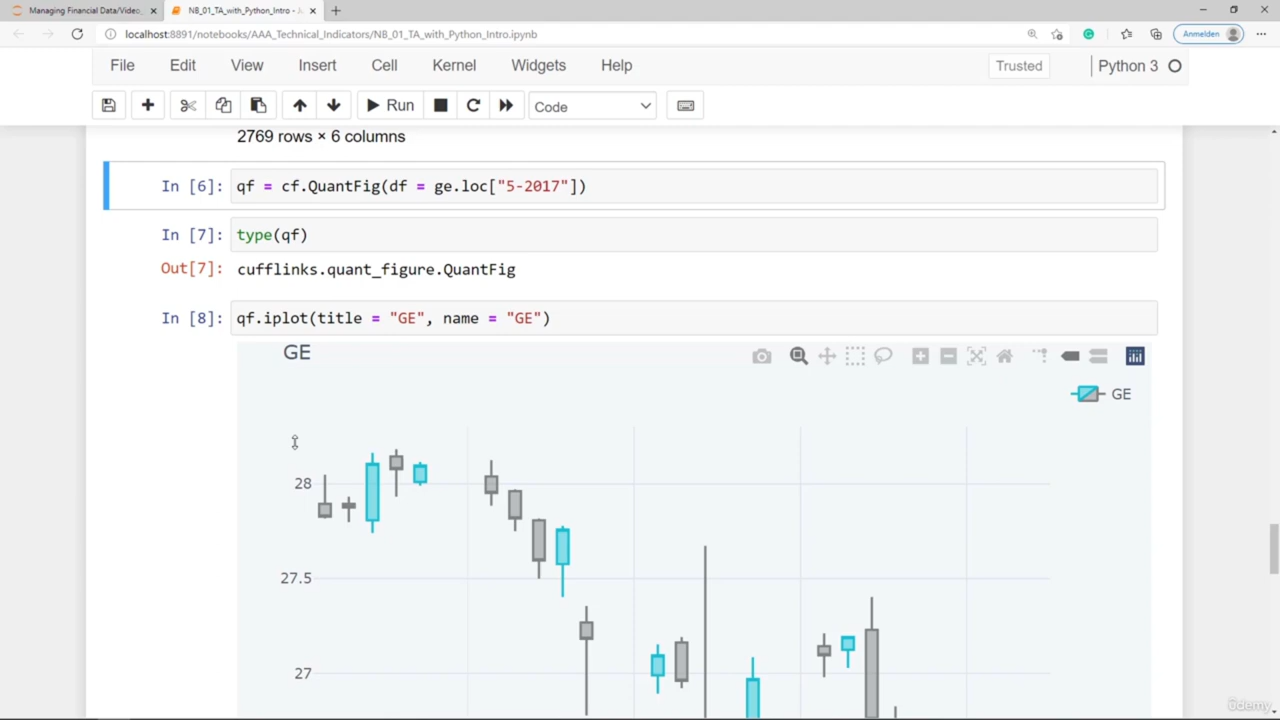 Managing Financial Data/Video_
NB_01_TA_with_Python_Intro - J
localhost:8891/notebooks/AAA_Technical_Indicators/NB_01_TA_with_Python_Intro.ipynb
Anmelden
File Edit View Insert Cell Kernel Widgets Help
Trusted
Python 3
Run
Code
2769 rows × 6 columns
In [6]: qf = cf.QuantFig(df = ge.loc["5-2017"])
In [7]: type(qf)
Out[7]: cufflinks.quant_figure.QuantFig
In [8]: qf.iplot(title = "GE", name = "GE")
GE
GE
28
27.5
27
ûdemy